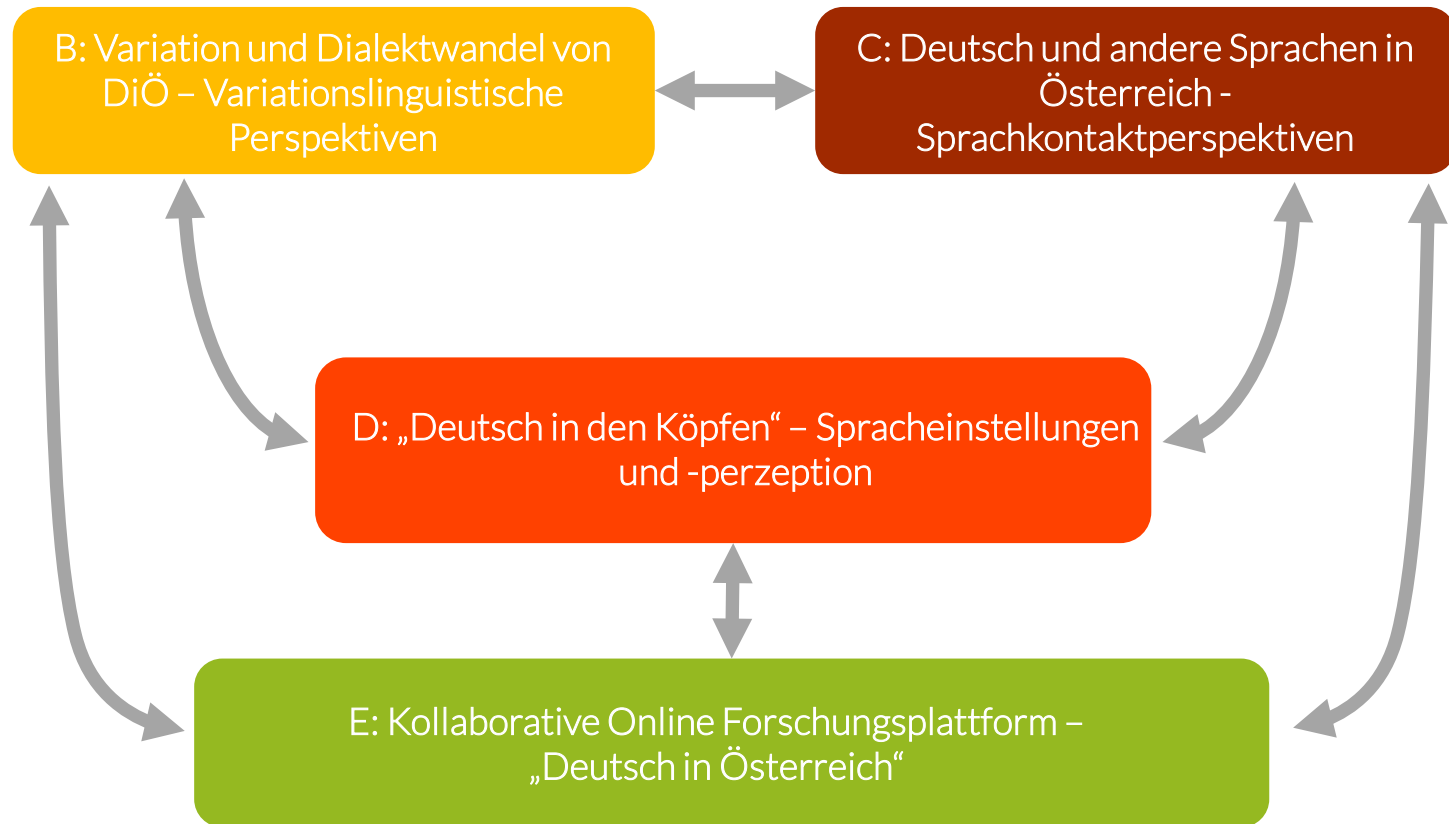 B: Variation und Dialektwandel von
DiÖ – Variationslinguistische
Perspektiven
C: Deutsch und andere Sprachen in
Österreich -
Sprachkontaktperspektiven
D: „Deutsch in den Köpfen“ – Spracheinstellungen
und -perzeption
E: Kollaborative Online Forschungsplattform –
„Deutsch in Österreich“